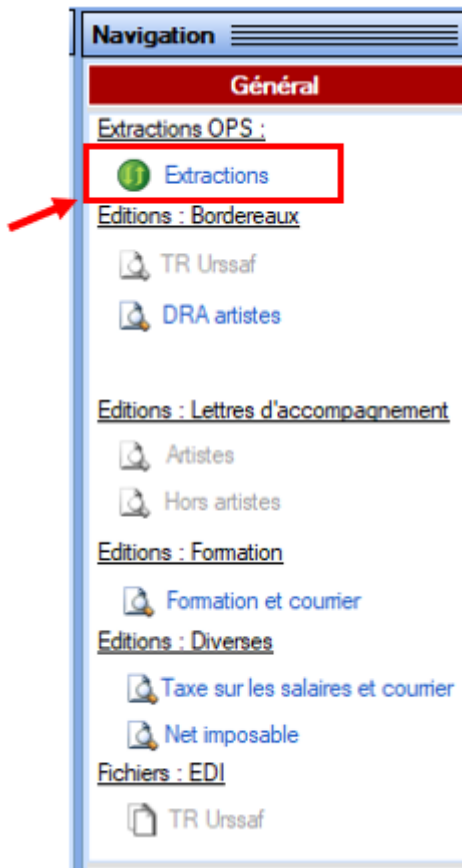 Navigation
Général
Extractions OPS :
Extractions
Editions : Bordereaux
TR Urssaf
DRA artistes
Editions : Lettres d'accompagnement
Artistes
Hors artistes
Editions : Formation
Formation et courrier
Editions : Diverses
Taxe sur les salaires et courrier
Net imposable
Fichiers : EDI
TR Urssaf